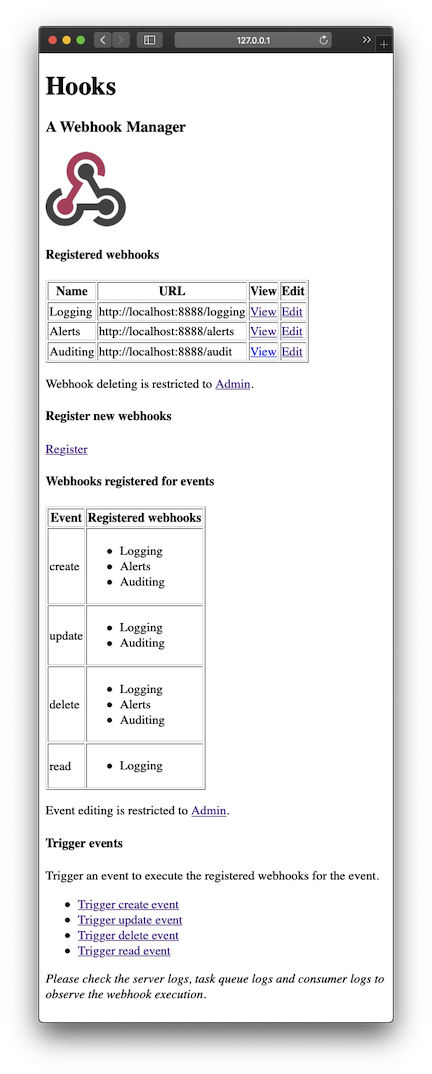 127.0.0.1
Hooks
A Webhook Manager
Registered webhooks
Name URL View Edit
Logging http://localhost:8888/logging View Edit
Alerts http://localhost:8888/alerts View Edit
Auditing http://localhost:8888/audit View Edit
Webhook deleting is restricted to Admin.
Register new webhooks
Register
Webhooks registered for events
Event Registered webhooks
create
• Logging
• Alerts
• Auditing
update
• Logging
• Auditing
delete
• Logging
• Alerts
• Auditing
read
• Logging
Event editing is restricted to Admin.
Trigger events
Trigger an event to execute the registered webhooks for the event.
• Trigger create event
• Trigger update event
• Trigger delete event
• Trigger read event
Please check the server logs, task queue logs and consumer logs to
observe the webhook execution.